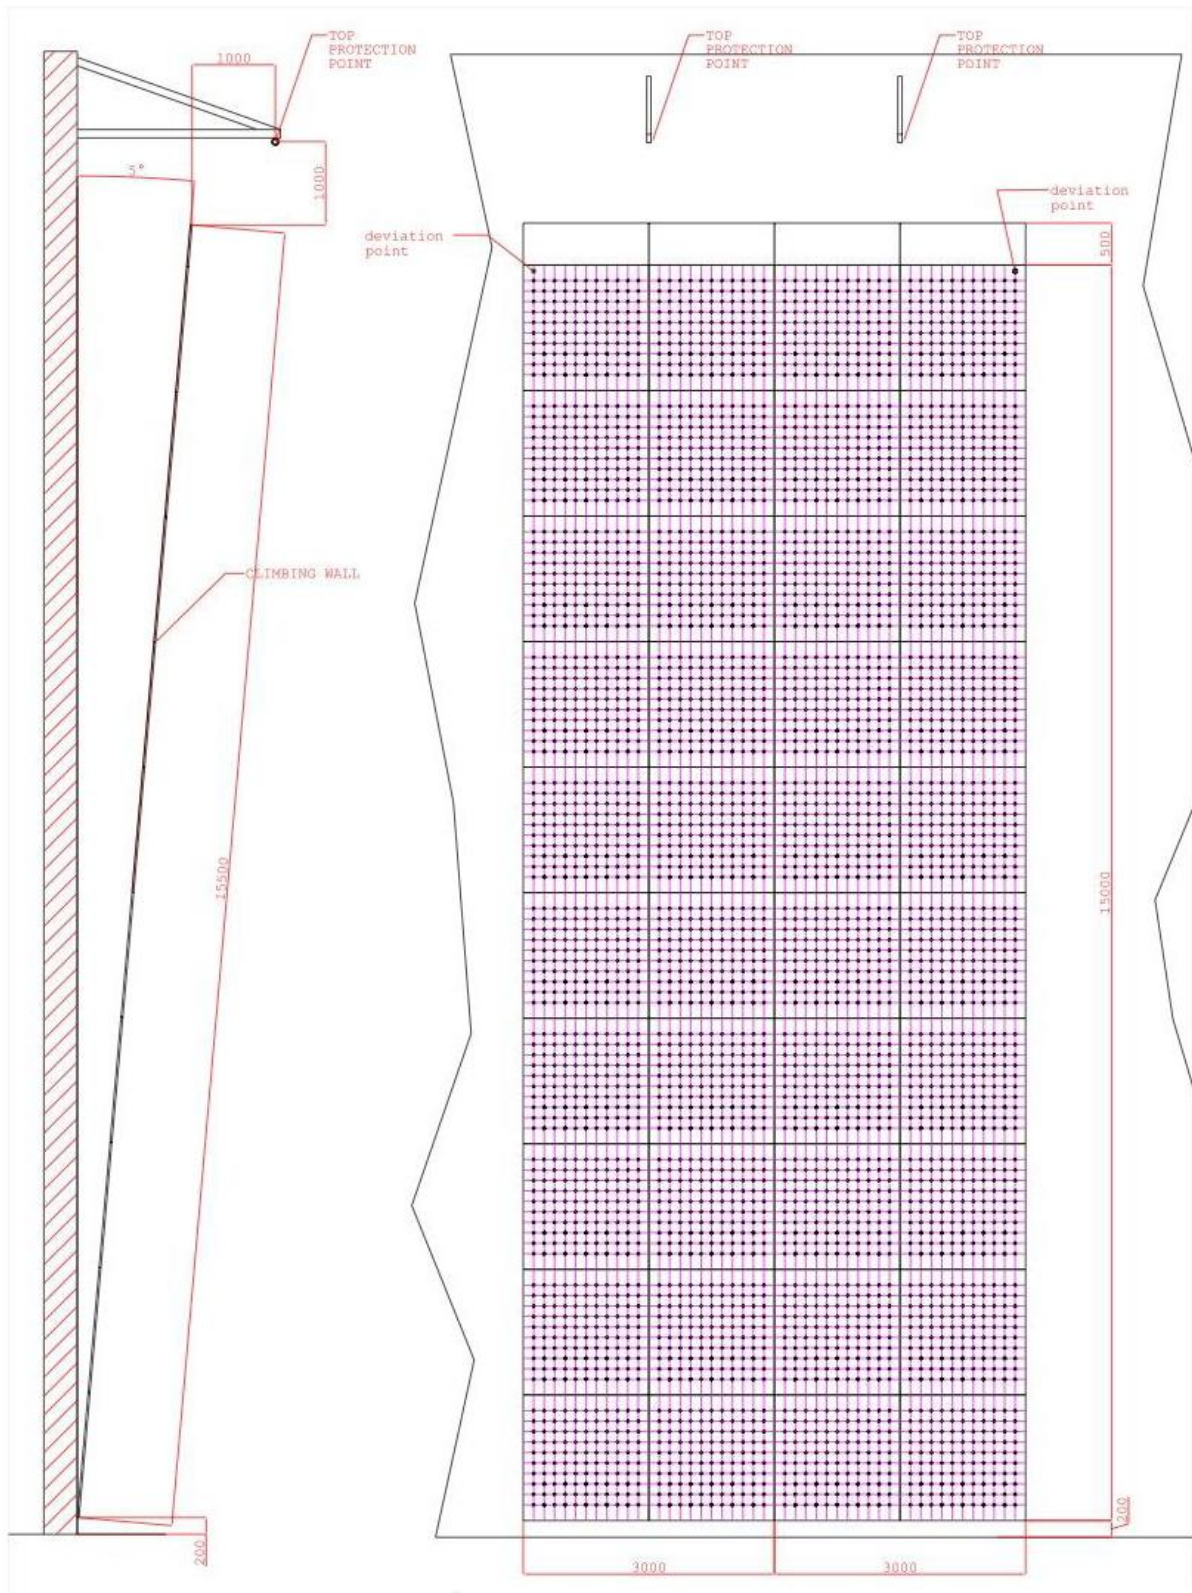 TOP
PROTECTION
POINT
1000
TOP
PROTECTION
POINT
TOP
PROTECTION
POINT
1000
5°
deviation
point
deviation
point
500
CLIMBING WALL
15500
15000
200
200
3000
3000